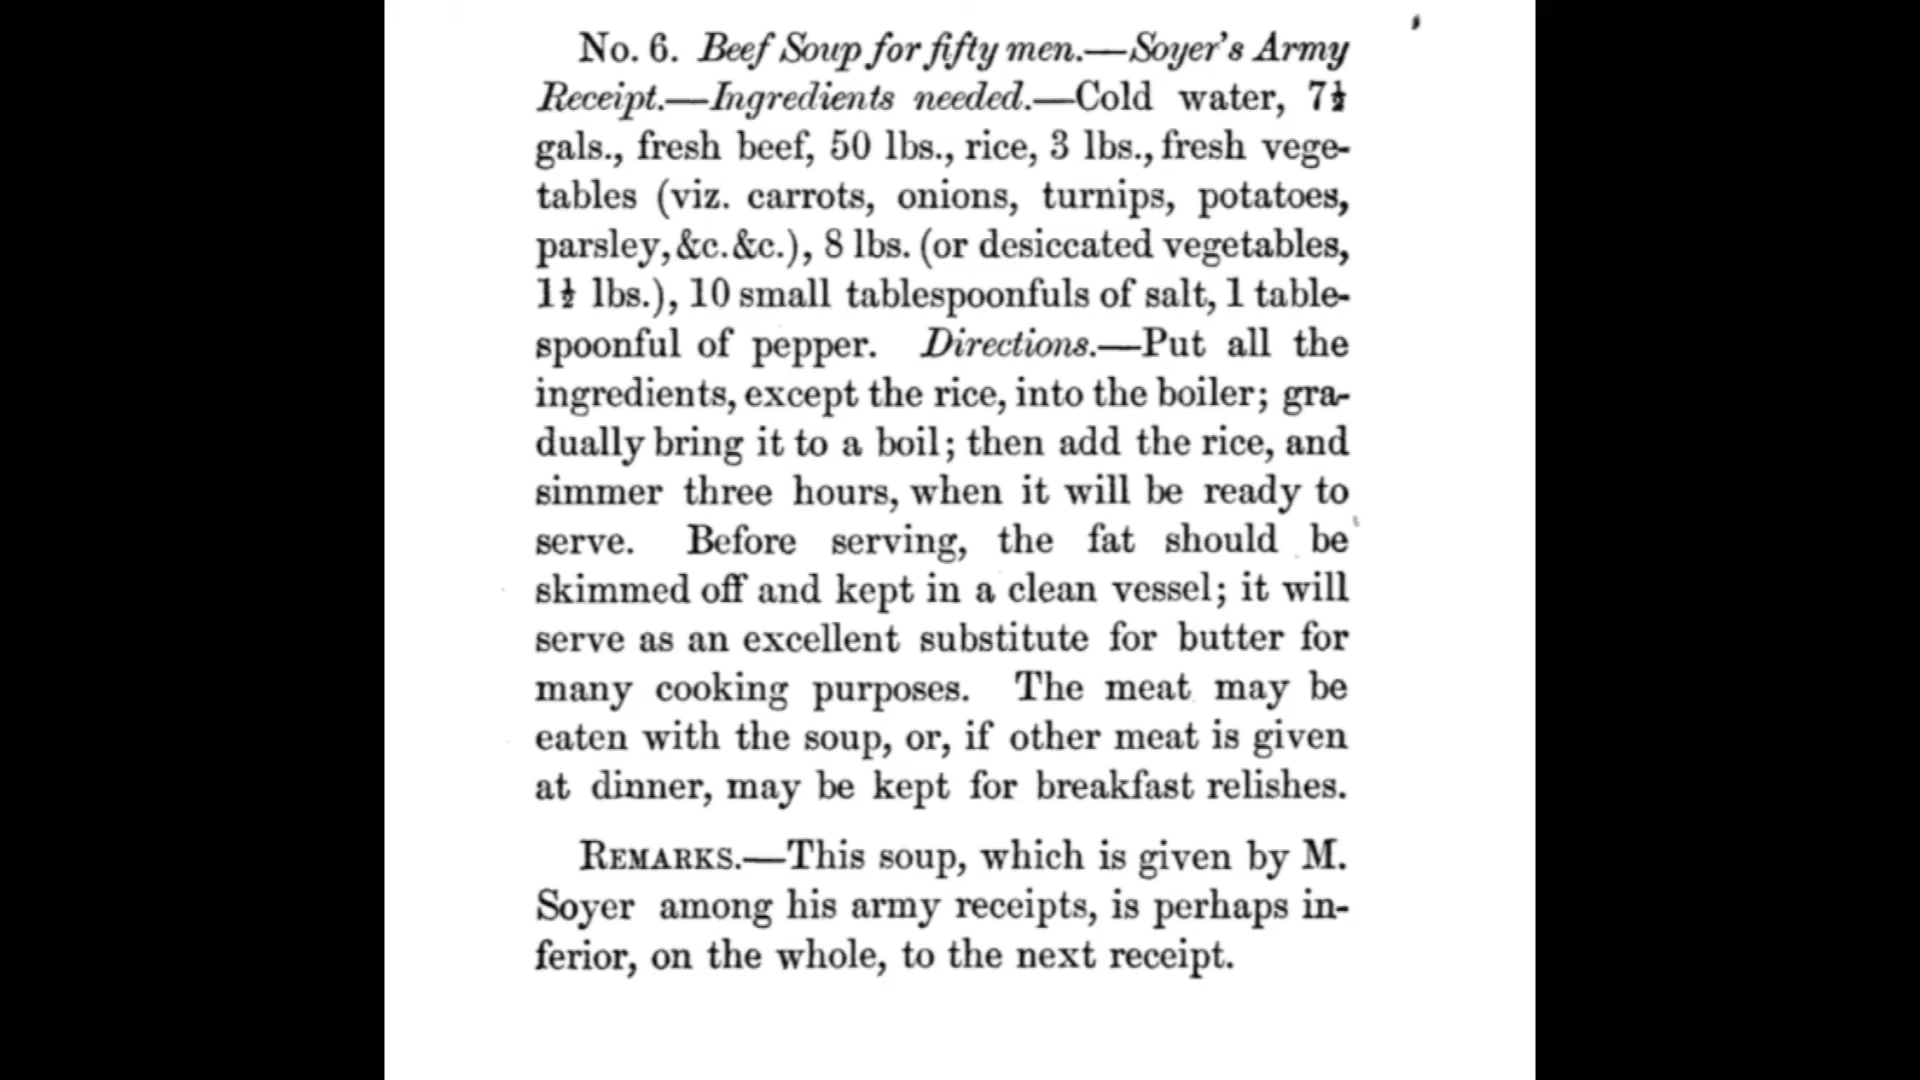 No. 6. Beef Soup for fifty men.—Soyer's Army
Receipt.—Ingredients needed.—Cold water, 7½
gals., fresh beef, 50 lbs., rice, 3 lbs., fresh vege-
tables (viz. carrots, onions, turnips, potatoes,
parsley, &c. &c.), 8 lbs. (or desiccated vegetables,
1½ lbs.), 10 small tablespoonfuls of salt, 1 table-
spoonful of pepper. Directions.—Put all the
ingredients, except the rice, into the boiler; gra-
dually bring it to a boil; then add the rice, and
simmer three hours, when it will be ready to
serve. Before serving, the fat should be
skimmed off and kept in a clean vessel; it will
serve as an excellent substitute for butter for
many cooking purposes. The meat may be
eaten with the soup, or, if other meat is given
at dinner, may be kept for breakfast relishes.
REMARKS.—This soup, which is given by M.
Soyer among his army receipts, is perhaps in-
ferior, on the whole, to the next receipt.